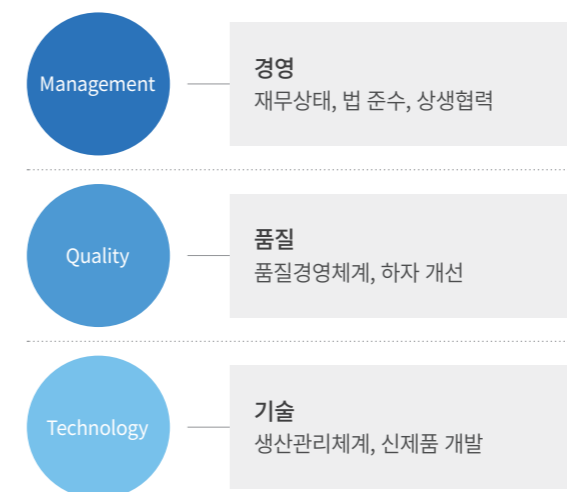 Management
경영
재무상태, 법 준수, 상생협력
Quality
품질
품질경영체계, 하자 개선
Technology
기술
생산관리체계, 신제품 개발